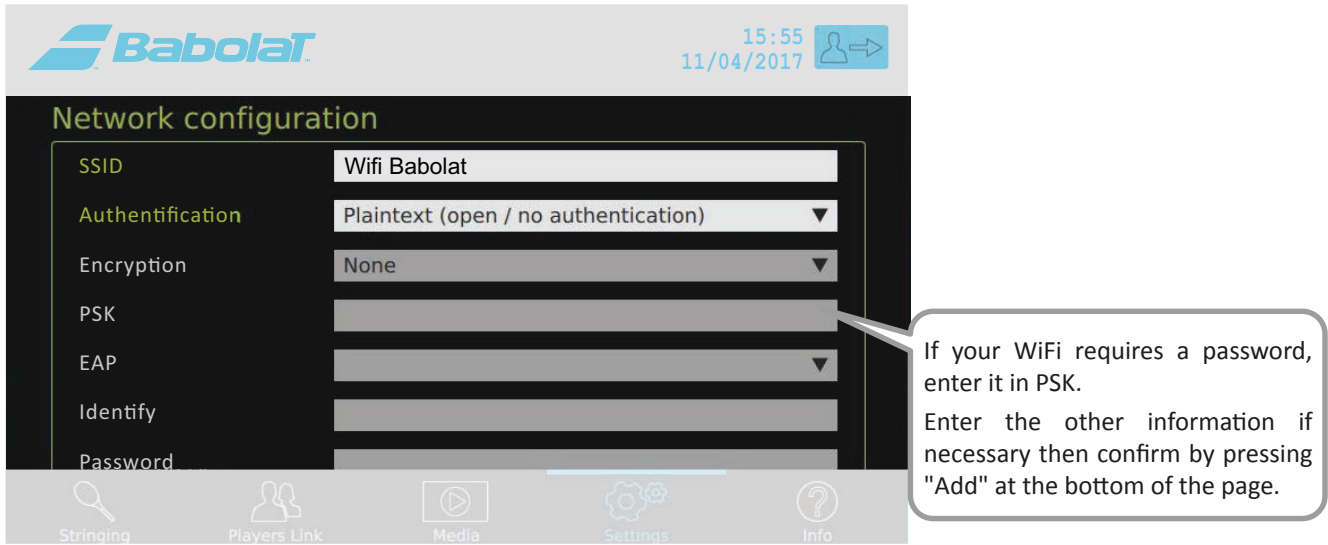 BabolaT
15:55
11/04/2017
Network configuration
SSID
Wifi Babolat
Authentification
Plaintext (open / no authentication)
Encryption
None
PSK
EAP
Identify
Password
If your WiFi requires a password,
enter it in PSK.
Enter the other information if
necessary then confirm by pressing
"Add" at the bottom of the page.
Stringing
Players Link
Media
Settings
Info